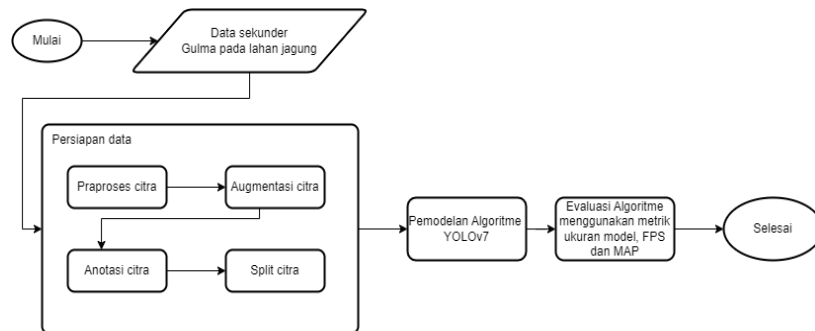 Mulai
Data sekunder
Gulma pada lahan jagung
Persiapan data
Praproses citra
Augmentasi citra
Anotasi citra
Split citra
Pemodelan Algoritme
YOLOv7
Evaluasi Algoritme
menggunakan metrik
ukuran model, FPS
dan MAP
Selesai